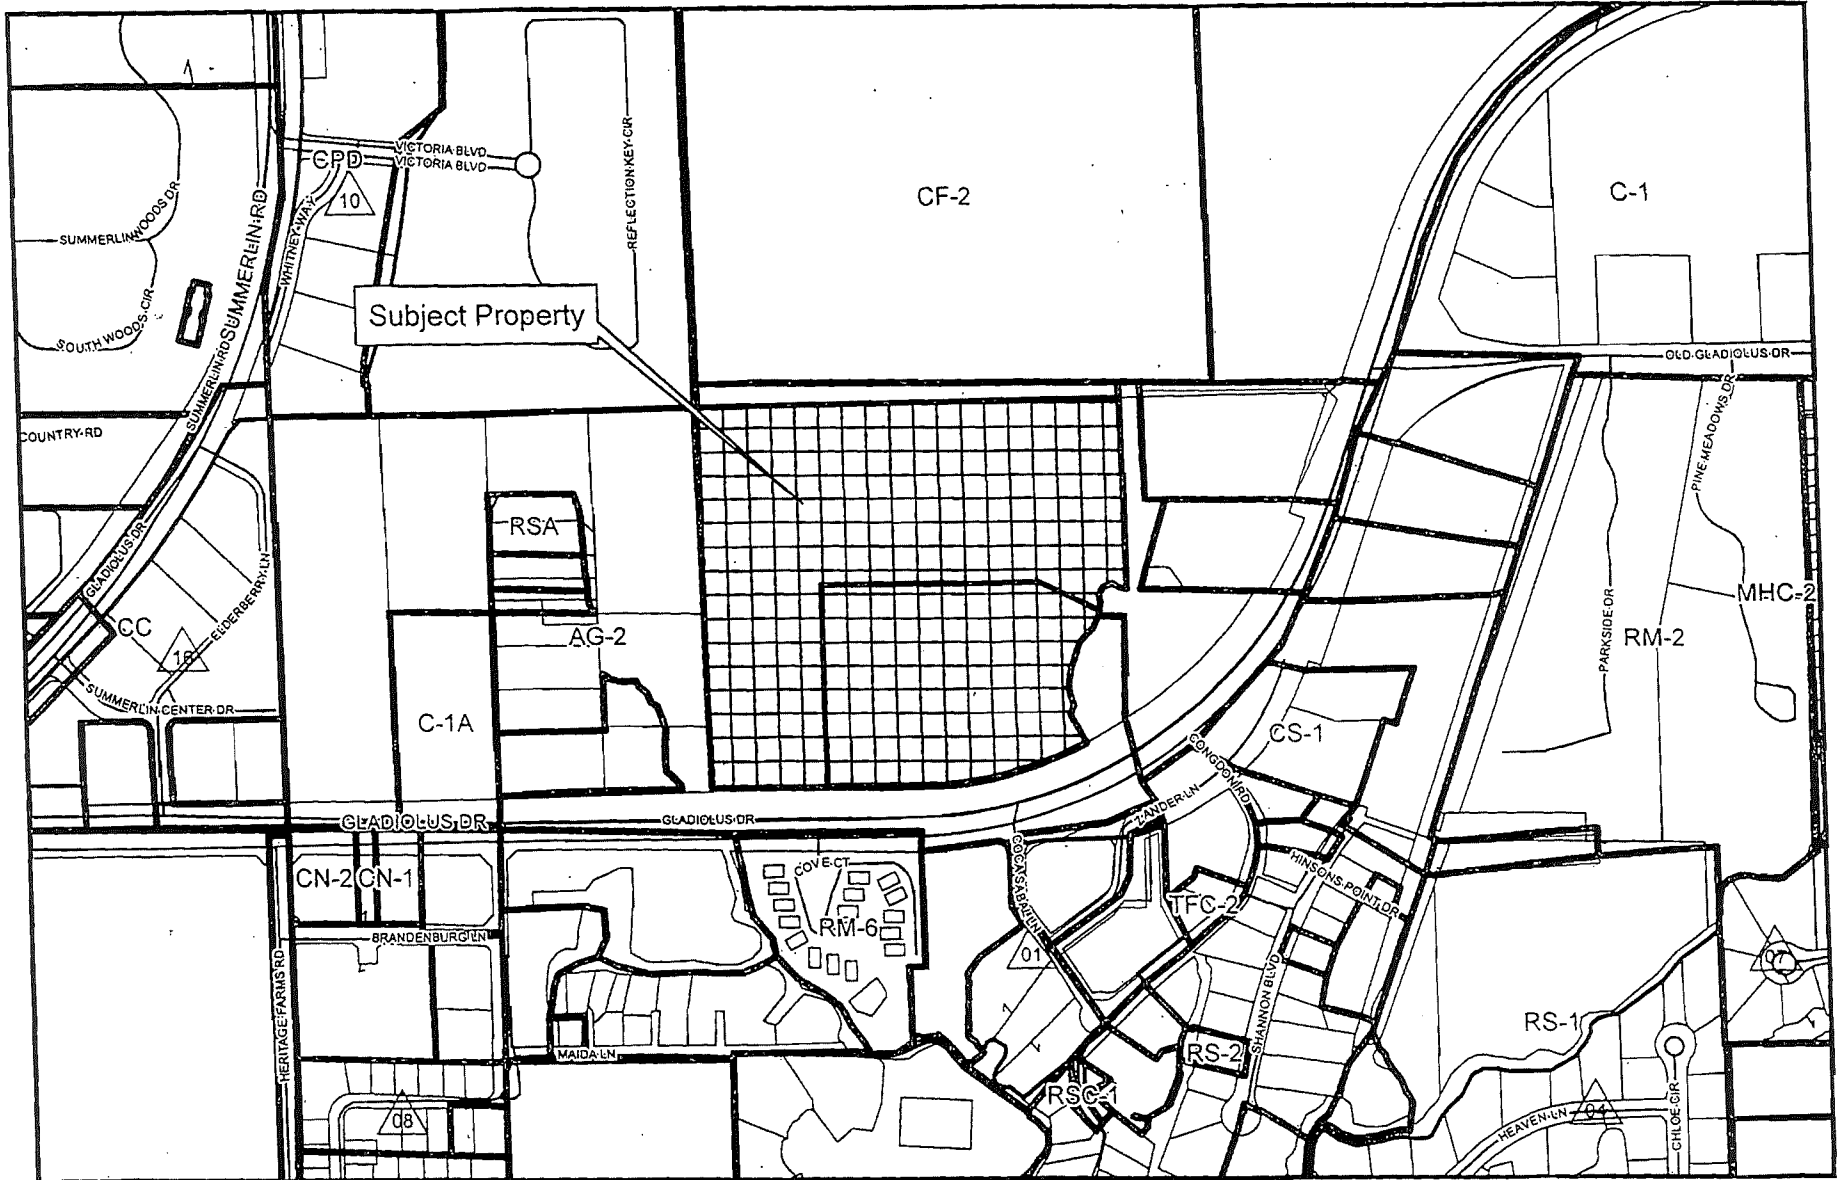 VICTORIA BLVD
VICTORIA BLVD
CPD
10
SUMMERLIN WOODS DR
SUMMERLIN RD
WHITNEY WAY
REFLECTION KEY CIR
CF-2
C-1
SOUTH WOODS CIR
SUMMERLIN RD
Subject Property
OLD GLADIOLUS DR
COUNTRY RD
PINE MEADOWS DR
RSA
GLADIOLUS DR
ELDERBERRY LN
CC
16
AG-2
PARKSIDE DR
MHC-2
RM-2
SUMMERLIN CENTER DR
C-1A
CS-1
CONGDON RD
ZANDER LN
GLADIOLUS DR
GLADIOLUS DR
COVE CT
COCA SABAL LN
HINSONS POINT DR
CN-2
CN-1
RM-6
TFC-2
BRANDENBURG LN
01
07
HERITAGE FARMS RD
SHANNON BLVD
RS-1
MAIDA LN
RS-2
RSC-1
08
HEAVEN LN
04
CHLOE CIR